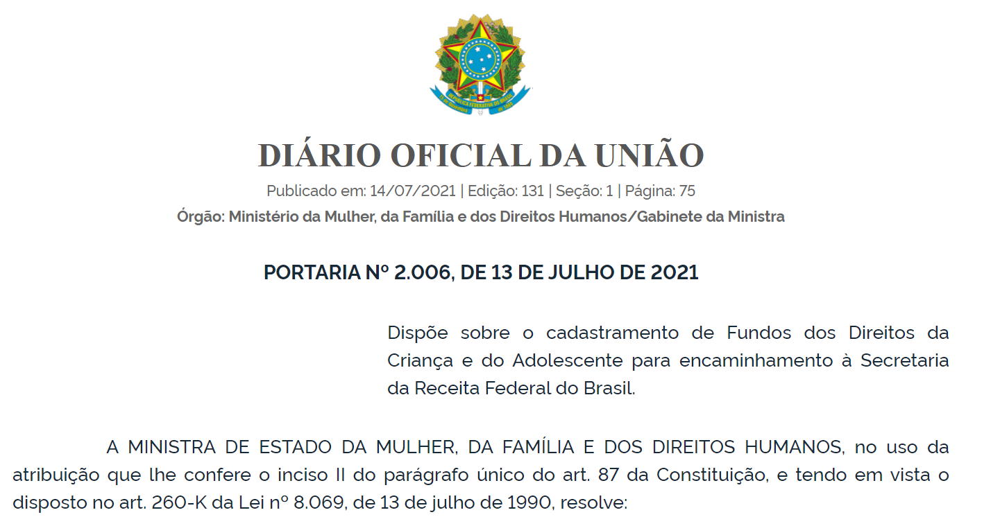 REPÚBLICA FEDERATIVA DO BRASIL
15 de Novembro de 1889
DIÁRIO OFICIAL DA UNIÃO
Publicado em: 14/07/2021 | Edição: 131 | Seção: 1 | Página: 75
Órgão: Ministério da Mulher, da Família e dos Direitos Humanos/Gabinete da Ministra
PORTARIA Nº 2.006, DE 13 DE JULHO DE 2021
Dispõe sobre o cadastramento de Fundos dos Direitos da
Criança e do Adolescente para encaminhamento à Secretaria
da Receita Federal do Brasil.
A MINISTRA DE ESTADO DA MULHER, DA FAMÍLIA E DOS DIREITOS HUMANOS, no uso da
atribuição que lhe confere o inciso II do parágrafo único do art. 87 da Constituição, e tendo em vista o
disposto no art. 260-K da Lei nº 8.069, de 13 de julho de 1990, resolve: